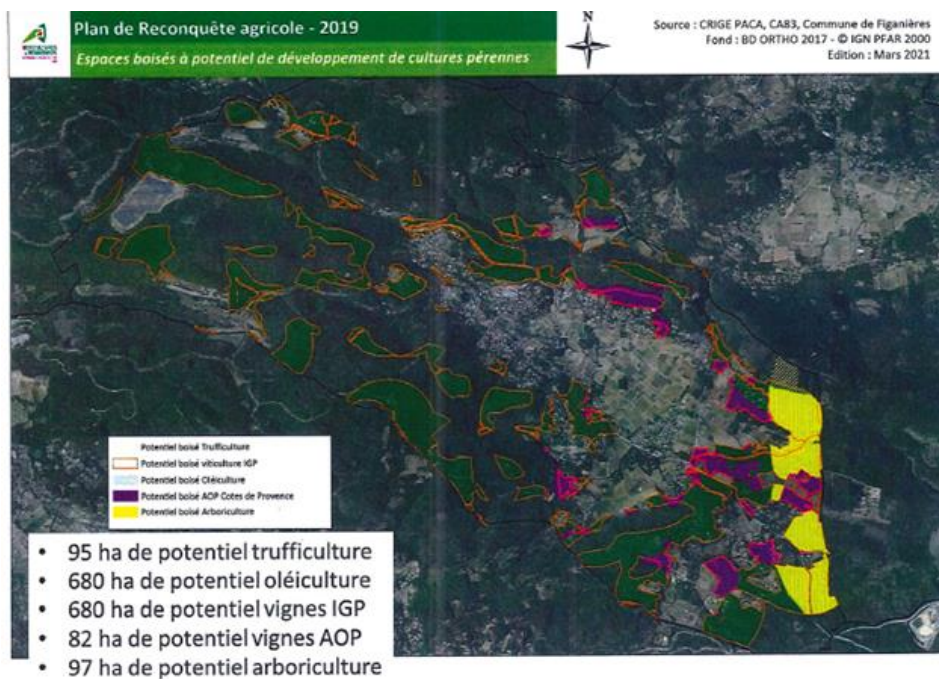 Plan de Reconquête agricole - 2019
Espaces boisés à potentiel de développement de cultures pérennes
N
Source : CRIGE PACA, CA83, Commune de Figanières
Fond : BD ORTHO 2017 - © IGN PFAR 2000
Edition : Mars 2021
Potentiel boisé Trufficulture
Potentiel boisé viticulture IGP
Potentiel boisé Oléiculture
Potentiel boisé AOP Cotes de Provence
Potentiel boisé Arboriculture
• 95 ha de potentiel trufficulture
• 680 ha de potentiel oléiculture
• 680 ha de potentiel vignes IGP
• 82 ha de potentiel vignes AOP
• 97 ha de potentiel arboriculture